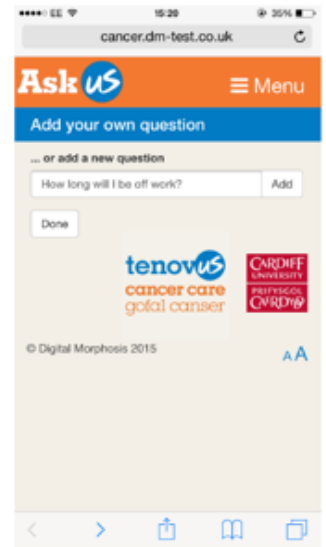 EE 15:20 35%
cancer.dm-test.co.uk
Ask us Menu
Add your own question
... or add a new question
How long will I be off work? Add
Done
tenovus
cancer care
gofal canser
CARDIFF
UNIVERSITY
PRIFYSGOL
CAERDYDD
© Digital Morphosis 2015
AA